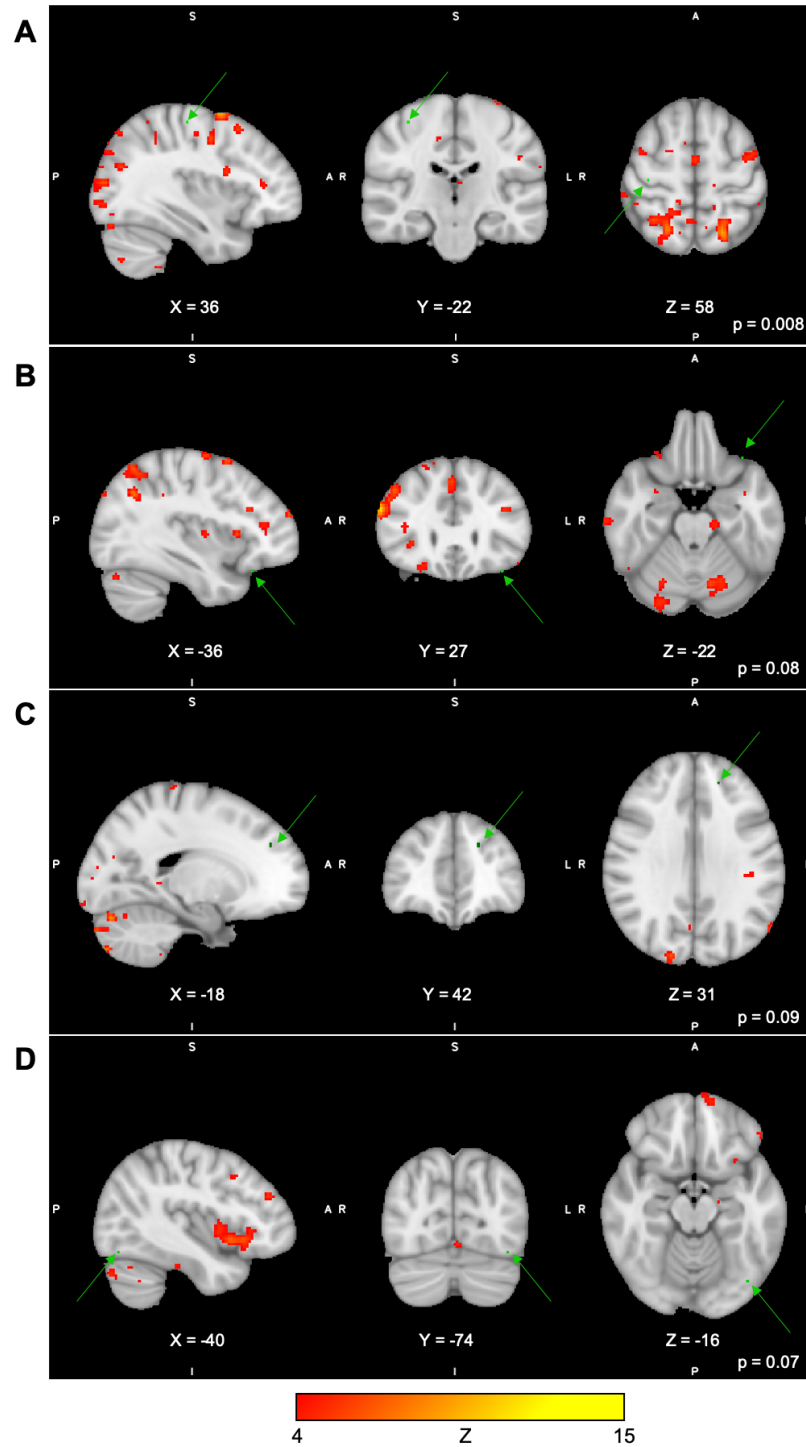 A
S S A
P A R L R
X = 36 Y = -22 Z = 58
p = 0.008
I I P
B
S S A
P A R L R
X = -36 Y = 27 Z = -22
p = 0.08
I I P
C
S S A
P A R L R
X = -18 Y = 42 Z = 31
p = 0.09
I I P
D
S S A
P A R L R
X = -40 Y = -74 Z = -16
p = 0.07
I I P
4 Z 15